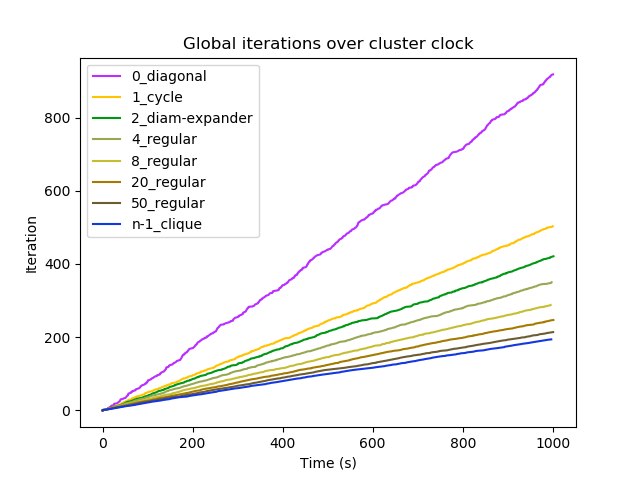 Global iterations over cluster clock
0_diagonal
1_cycle
2_diam-expander
4_regular
8_regular
20_regular
50_regular
n-1_clique
800
600
400
200
0
Iteration
0 200 400 600 800 1000
Time (s)